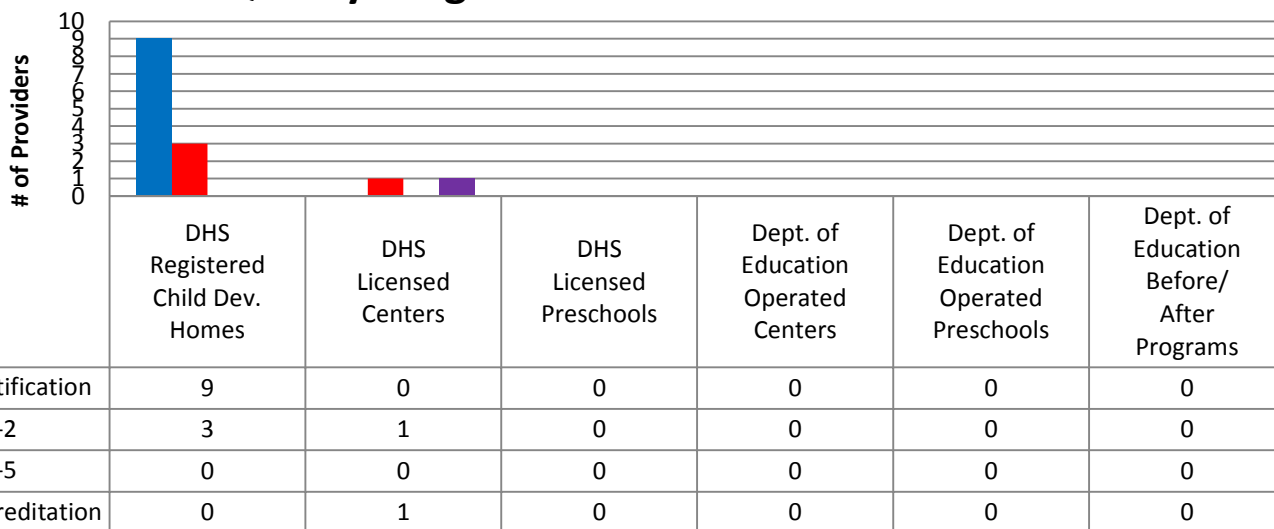 10
9
8
7
6
5
4
3
2
1
0
# of Providers
DHS
Registered
Child Dev.
Homes
DHS
Licensed
Centers
DHS
Licensed
Preschools
Dept. of
Education
Operated
Centers
Dept. of
Education
Operated
Preschools
Dept. of
Education
Before/
After
Programs
tification 9 0 0 0 0 0
-2 3 1 0 0 0 0
-5 0 0 0 0 0 0
reditation 0 1 0 0 0 0